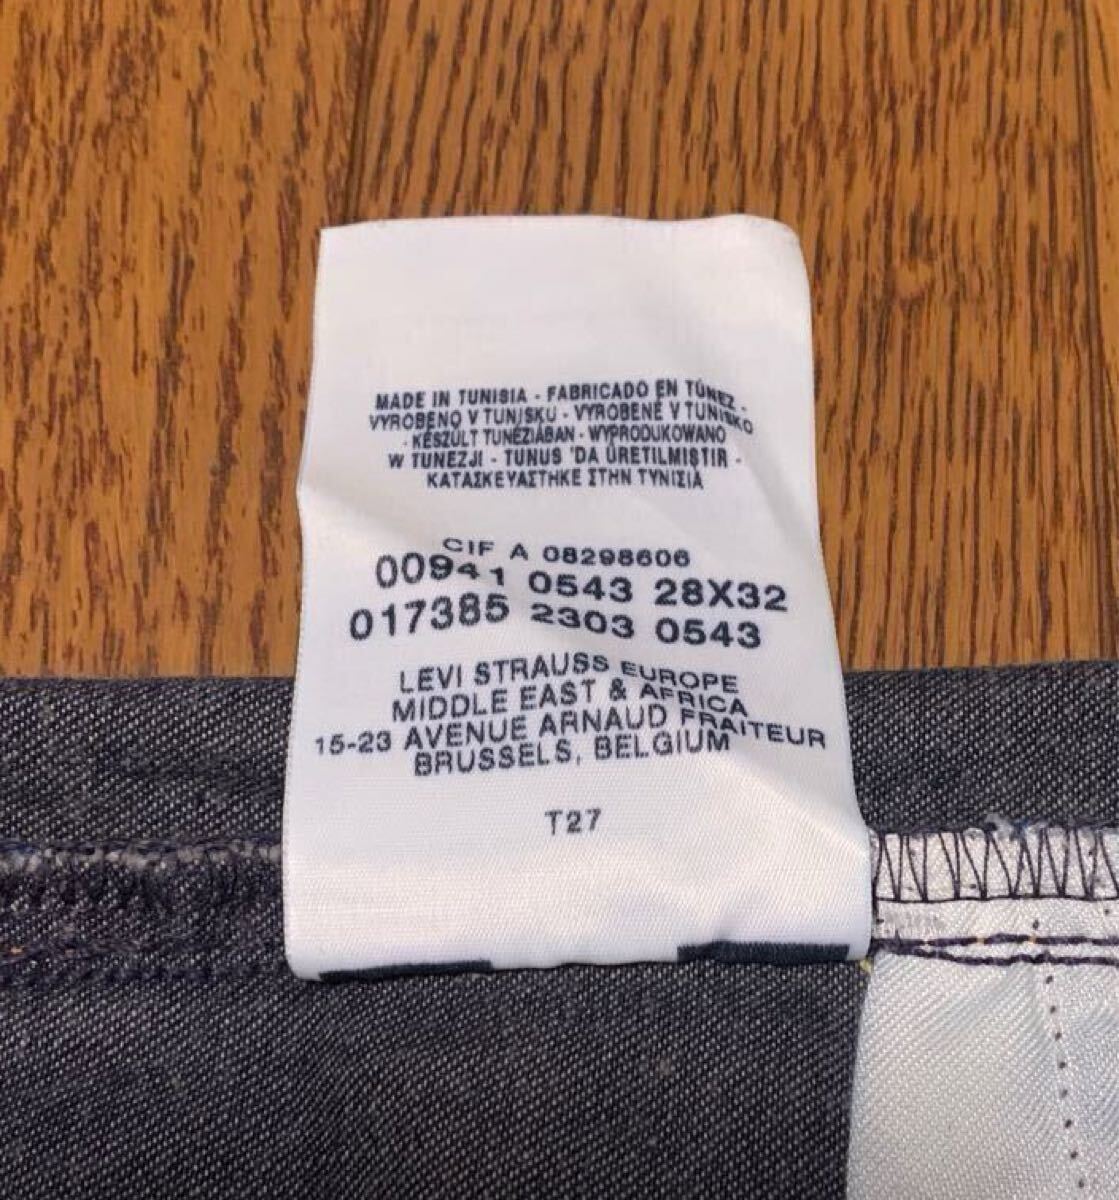 MADE IN TUNISIA - FABRICADO EN TÚNEZ -
VYROBENO V TUNISKU - VYROBENÉ V TUNISKO
- KÉSZÜLT TUNÉZIÁBAN - WYPRODUKOWANO
W TUNEZJI - TUNUS 'DA ÜRETILMIŞTIR -
ΚΑΤΑΣΚΕΥΑΣΤΗΚΕ ΣΤΗΝ ΤΥΝΙΣΙΑ
CIF A 08298606
00941 0543 28X32
017385 2303 0543
LEVI STRAUSS EUROPE
MIDDLE EAST & AFRICA
15-23 AVENUE ARNAUD FRAITEUR
BRUSSELS, BELGIUM
T27